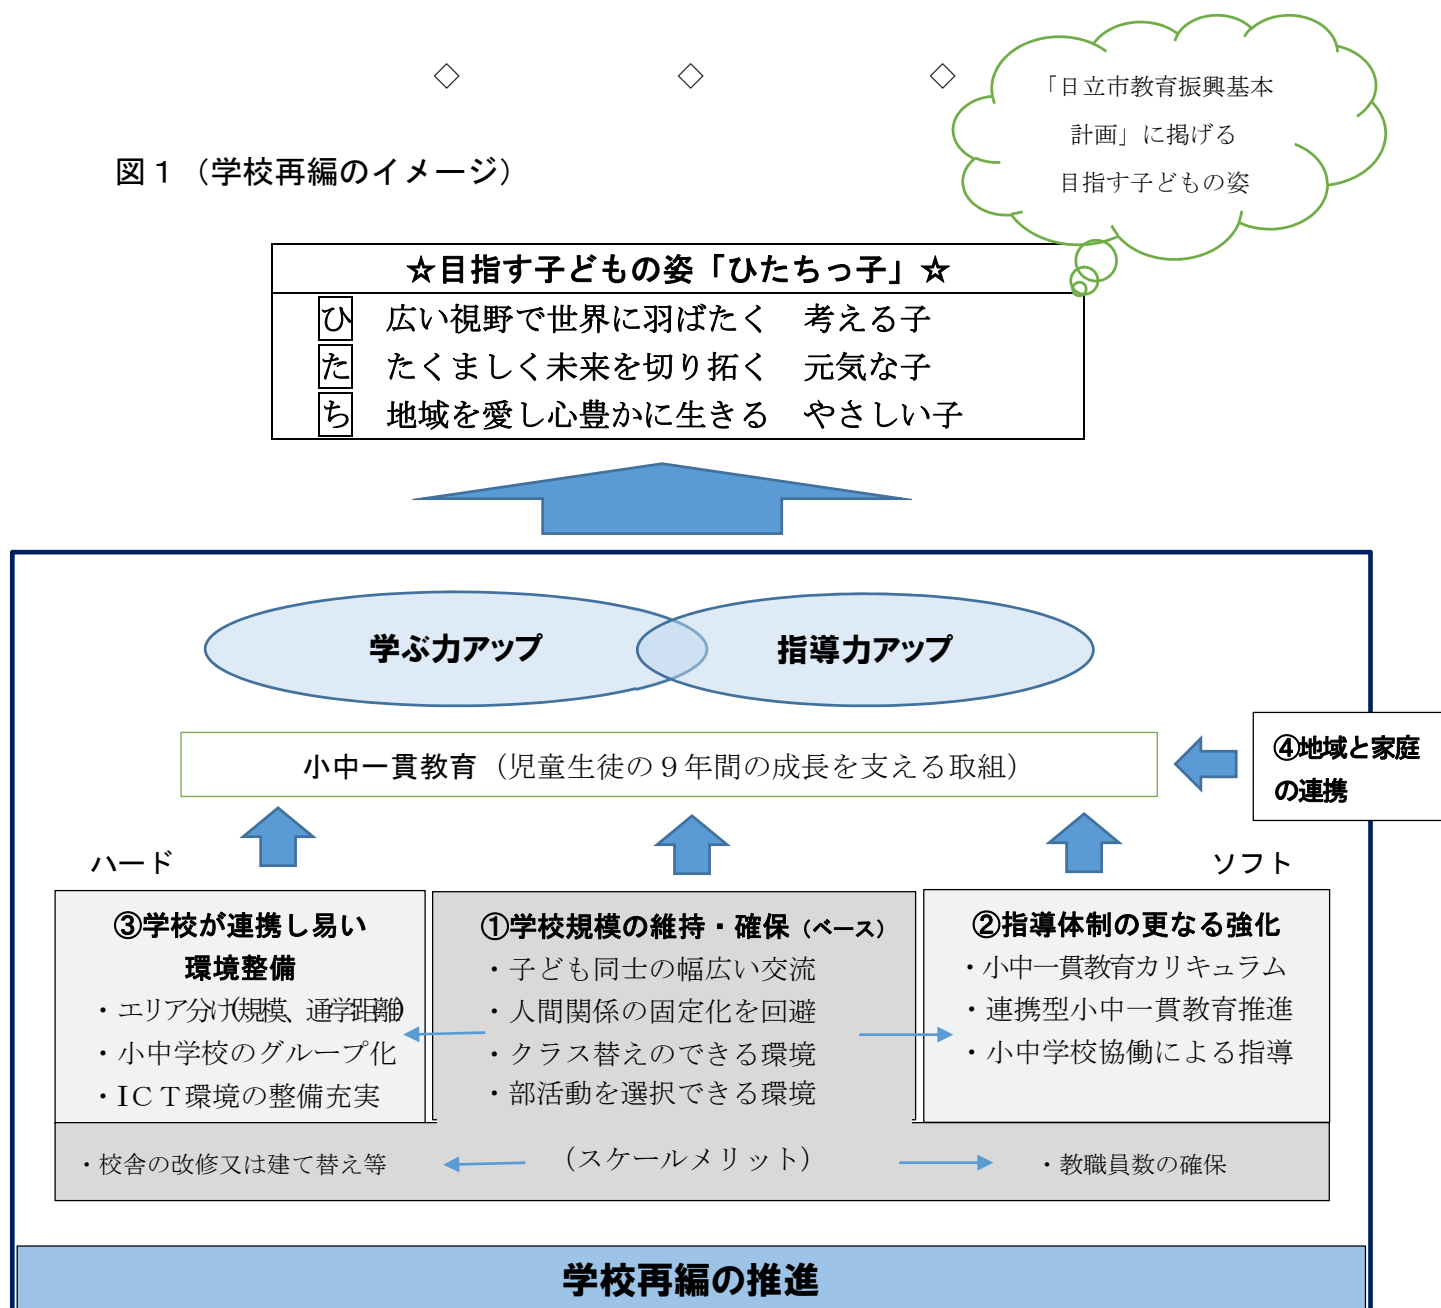 ◇ ◇ ◇
「日立市教育振興基本
計画」に掲げる
目指す子どもの姿
図１（学校再編のイメージ）
☆目指す子どもの姿「ひたちっ子」☆
ひ 広い視野で世界に羽ばたく 考える子
た たくましく未来を切り拓く 元気な子
ち 地域を愛し心豊かに生きる やさしい子
学ぶ力アップ
指導力アップ
小中一貫教育（児童生徒の９年間の成長を支える取組）
④地域と家庭
の連携
ハード
ソフト
③学校が連携し易い
環境整備
・エリア分け(規模、通学距離)
・小中学校のグループ化
・ICT環境の整備充実
①学校規模の維持・確保（ベース）
・子ども同士の幅広い交流
・人間関係の固定化を回避
・クラス替えのできる環境
・部活動を選択できる環境
②指導体制の更なる強化
・小中一貫教育カリキュラム
・連携型小中一貫教育推進
・小中学校協働による指導
・校舎の改修又は建て替え等
（スケールメリット）
・教職員数の確保
学校再編の推進